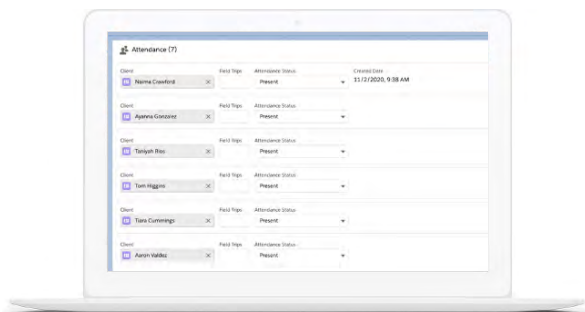 Attendance (7)
Client Field Trips Attendance Status Created Date
Norma Crawford Present 11/2/2020, 9:38 AM
Client Field Trips Attendance Status
Ayanna Gonzalez Present
Client Field Trips Attendance Status
Taniyah Rios Present
Client Field Trips Attendance Status
Tom Higgins Present
Client Field Trips Attendance Status
Tiara Cummings Present
Client Field Trips Attendance Status
Aaron Valdez Present